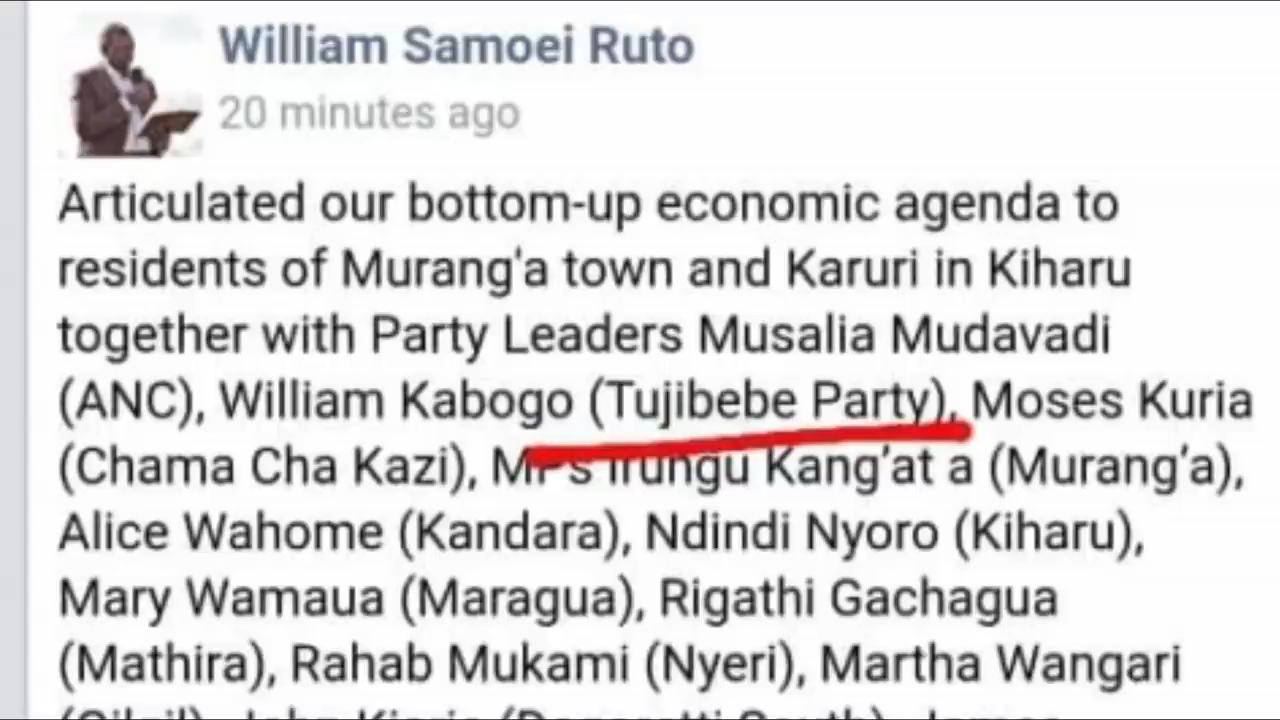 William Samoei Ruto
20 minutes ago
Articulated our bottom-up economic agenda to
residents of Murang'a town and Karuri in Kiharu
together with Party Leaders Musalia Mudavadi
(ANC), William Kabogo (Tujibebe Party), Moses Kuria
(Chama Cha Kazi), MPs Irungu Kang'at a (Murang'a),
Alice Wahome (Kandara), Ndindi Nyoro (Kiharu),
Mary Wamaua (Maragua), Rigathi Gachagua
(Mathira), Rahab Mukami (Nyeri), Martha Wangari